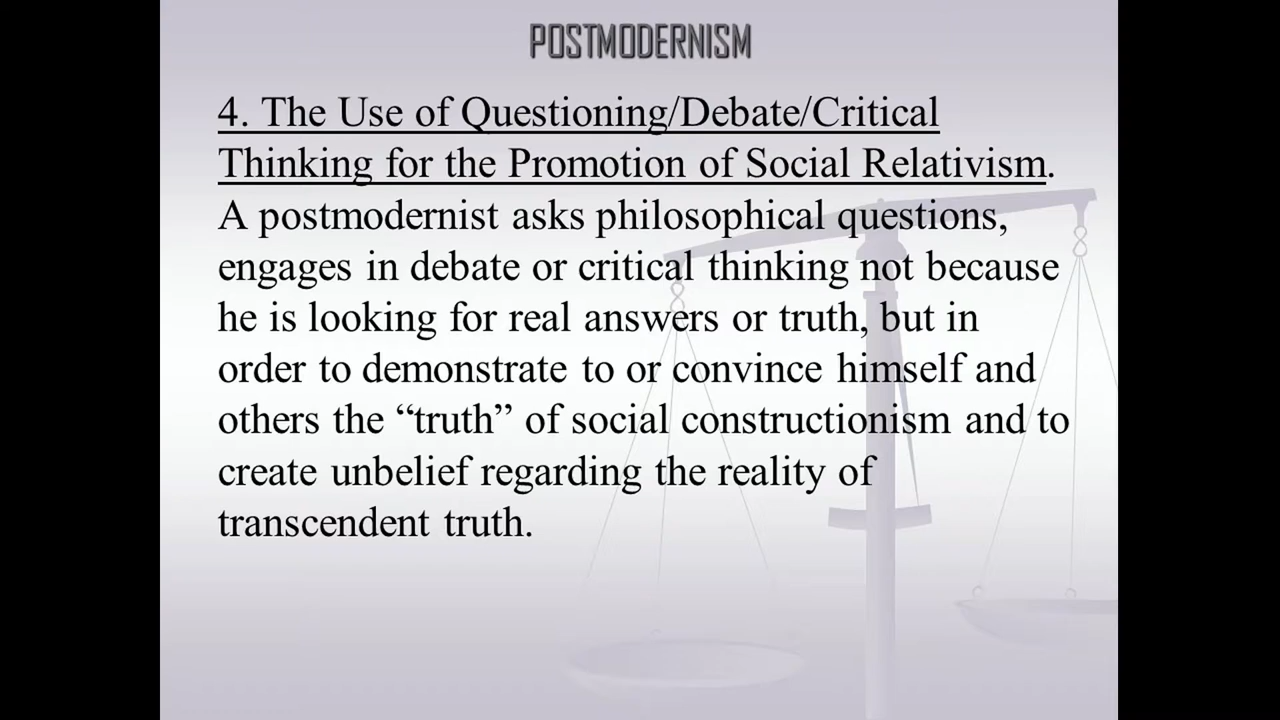 POSTMODERNISM
4. The Use of Questioning/Debate/Critical
Thinking for the Promotion of Social Relativism.
A postmodernist asks philosophical questions,
engages in debate or critical thinking not because
he is looking for real answers or truth, but in
order to demonstrate to or convince himself and
others the “truth” of social constructionism and to
create unbelief regarding the reality of
transcendent truth.